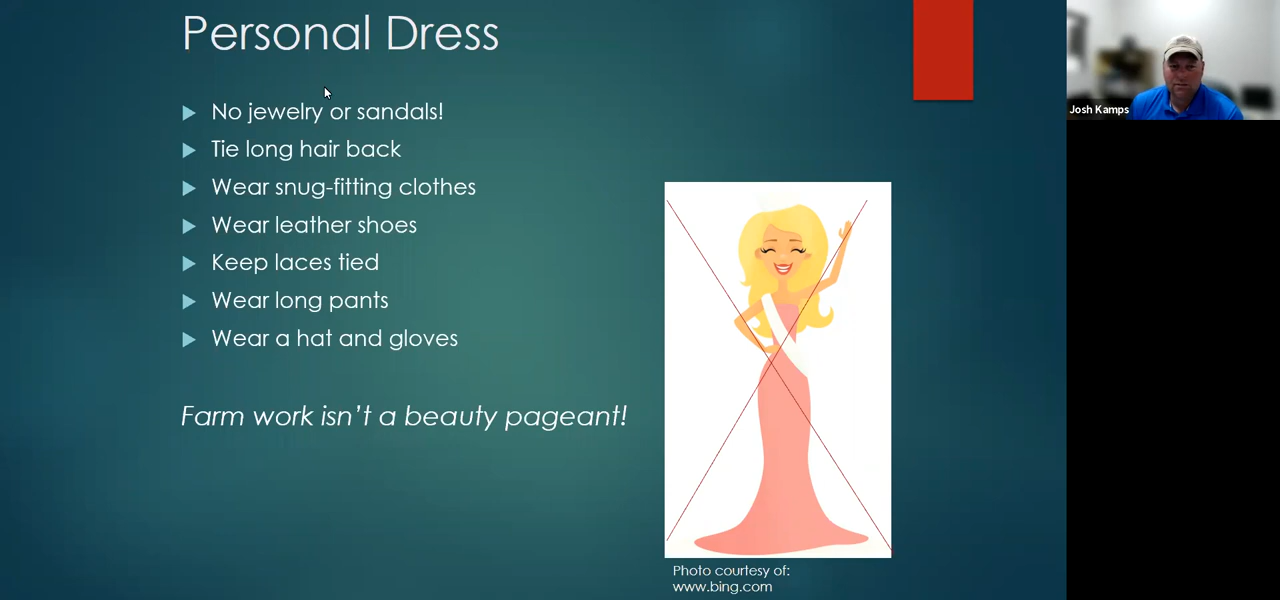 Personal Dress
No jewelry or sandals!
Tie long hair back
Wear snug-fitting clothes
Wear leather shoes
Keep laces tied
Wear long pants
Wear a hat and gloves
Farm work isn’t a beauty pageant!
Photo courtesy of:
www.bing.com
Josh Kamps